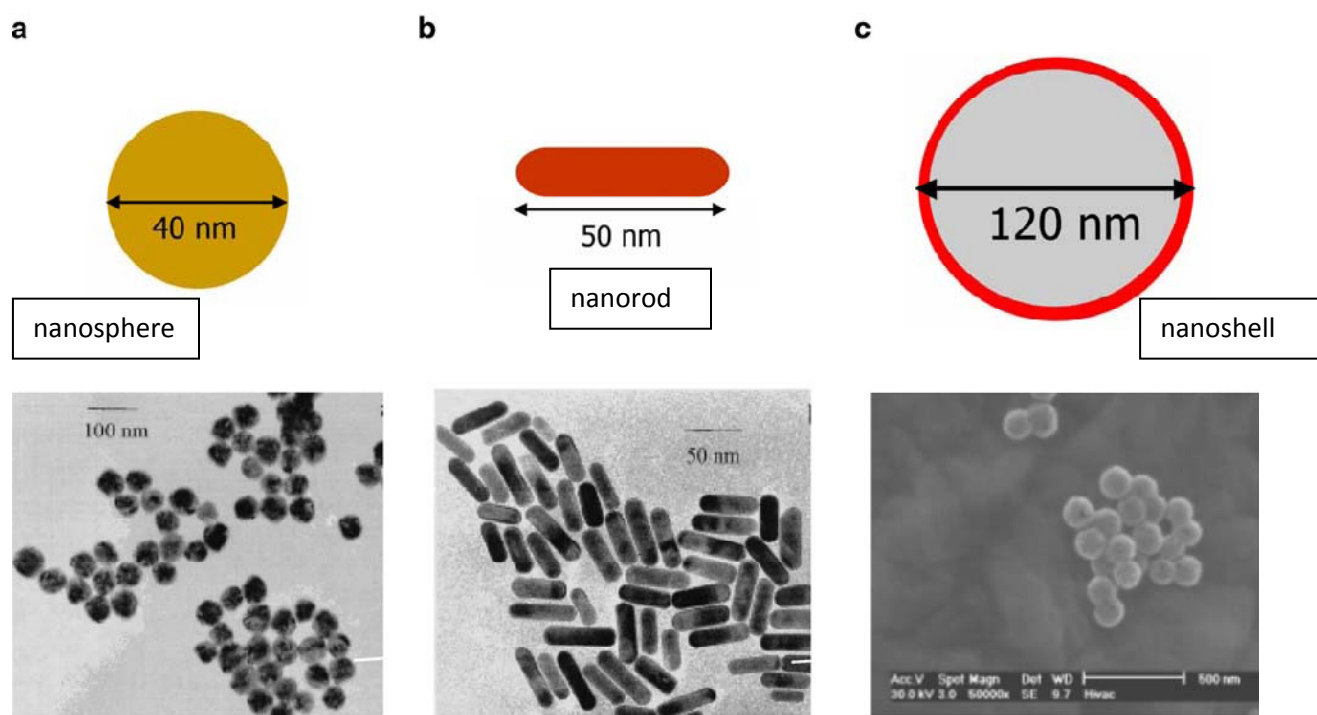 a
b
c
40 nm
50 nm
120 nm
nanosphere
nanorod
nanoshell
100 nm
50 nm
Acc.V Spot Magn Det WD 500 nm
30.0 kV 3.0 50000x SE 9.7 Hivac